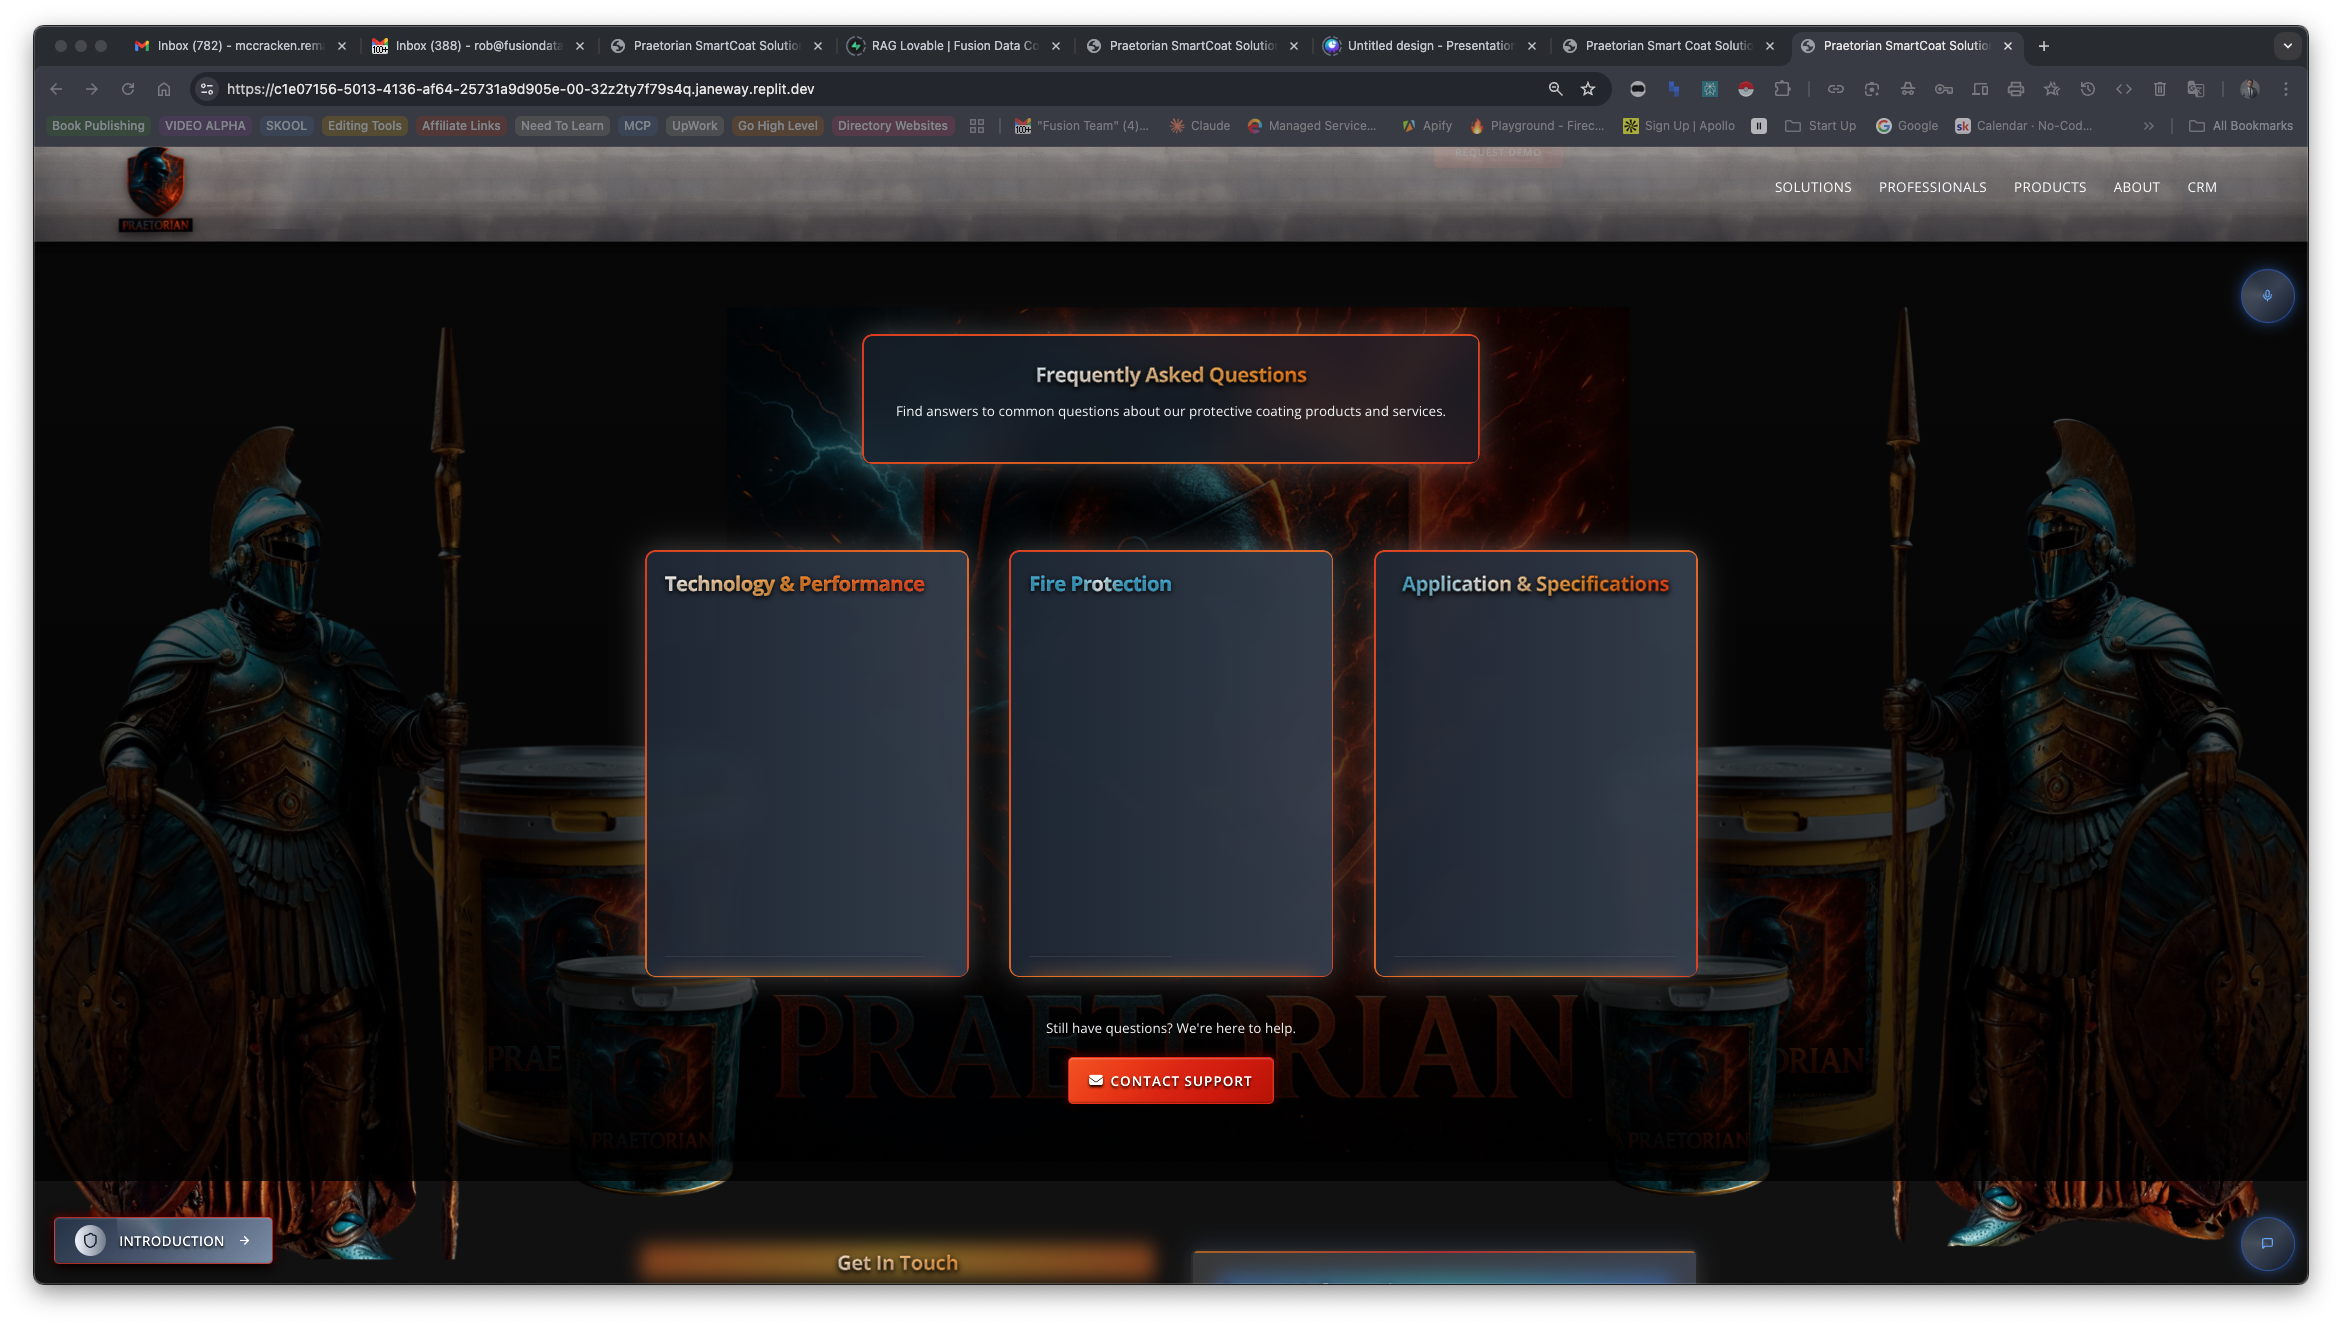 Inbox (782) - mccracken.rem
Inbox (388) - rob@fusiondata
Praetorian SmartCoat Solutio
RAG Lovable | Fusion Data Co
Praetorian SmartCoat Solutio
Untitled design - Presentation
Praetorian Smart Coat Solutio
Praetorian SmartCoat Solutio
https://c1e07156-5013-4136-af64-25731a9d905e-00-32z2ty7f79s4q.janeway.replit.dev
Book Publishing
VIDEO ALPHA
SKOOL
Editing Tools
Affiliate Links
Need To Learn
MCP
UpWork
Go High Level
Directory Websites
100+
"Fusion Team" (4)...
Claude
Managed Service...
Apify
Playground - Firec...
Sign Up | Apollo
Start Up
Google
sk
Calendar · No-Cod...
All Bookmarks
REQUEST DEMO
PRAETORIAN
SOLUTIONS
PROFESSIONALS
PRODUCTS
ABOUT
CRM
Frequently Asked Questions
Find answers to common questions about our protective coating products and services.
Technology & Performance
Fire Protection
Application & Specifications
PRAETORIAN
Still have questions? We're here to help.
CONTACT SUPPORT
PRAE
ORIAN
PRAETORIAN
PRAETORIAN
INTRODUCTION
Get In Touch